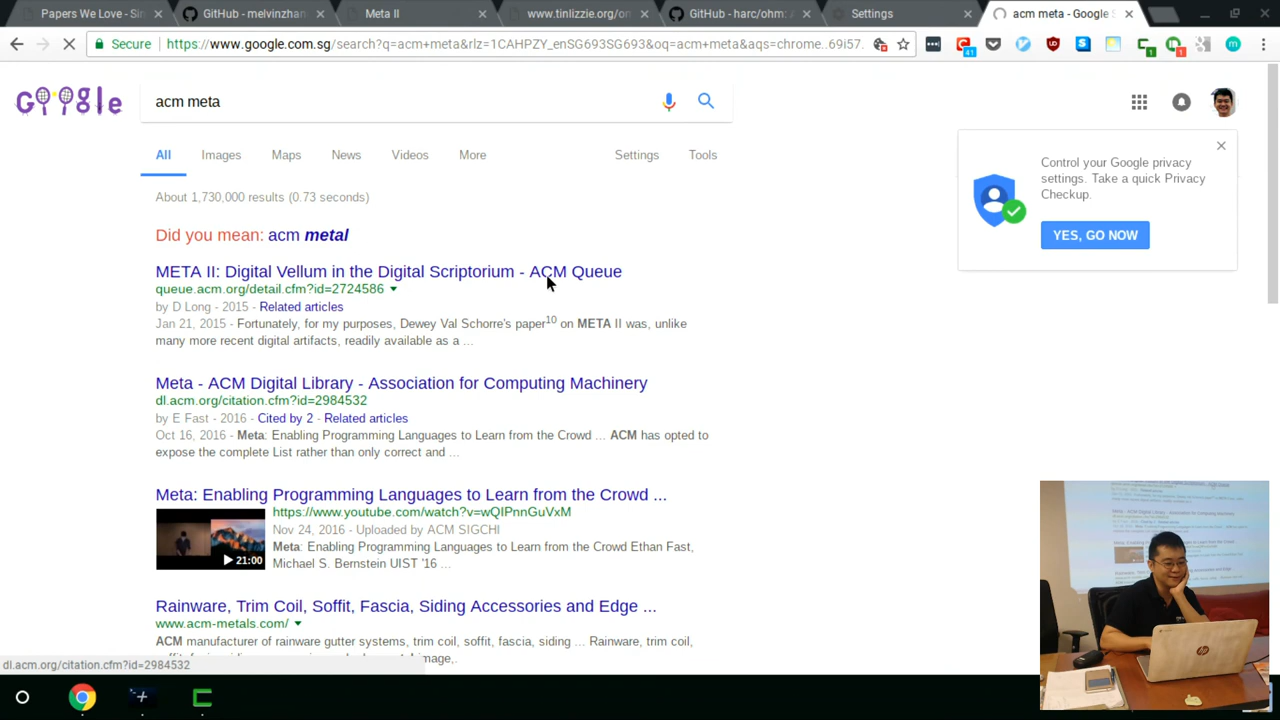 Papers We Love - Sin
GitHub - melvinzhan
Meta II
www.tinlizzie.org/on
GitHub - harc/ohm: A
Settings
acm meta - Google S
Secure
https://www.google.com.sg/search?q=acm+meta&rlz=1CAHPZY_enSG693SG693&oq=acm+meta&aqs=chrome..69i57.
41
1
1
m
Google
acm meta
All
Images
Maps
News
Videos
More
Settings
Tools
Control your Google privacy
settings. Take a quick Privacy
Checkup.
YES, GO NOW
About 1,730,000 results (0.73 seconds)
Did you mean: acm metal
META II: Digital Vellum in the Digital Scriptorium - ACM Queue
queue.acm.org/detail.cfm?id=2724586
by D Long - 2015 - Related articles
Jan 21, 2015 - Fortunately, for my purposes, Dewey Val Schorre's paper10 on META II was, unlike
many more recent digital artifacts, readily available as a ...
Meta - ACM Digital Library - Association for Computing Machinery
dl.acm.org/citation.cfm?id=2984532
by E Fast - 2016 - Cited by 2 - Related articles
Oct 16, 2016 - Meta: Enabling Programming Languages to Learn from the Crowd ... ACM has opted to
expose the complete List rather than only correct and ...
Meta: Enabling Programming Languages to Learn from the Crowd ...
https://www.youtube.com/watch?v=wQIPnnGuVxM
Nov 24, 2016 - Uploaded by ACM SIGCHI
Meta: Enabling Programming Languages to Learn from the Crowd Ethan Fast,
Michael S. Bernstein UIST '16 ...
21:00
Rainware, Trim Coil, Soffit, Fascia, Siding Accessories and Edge ...
www.acm-metals.com/
ACM manufacturer of rainware gutter systems, trim coil, soffit, fascia, siding ... Rainware, trim coil,
image,.
dl.acm.org/citation.cfm?id=2984532
hp